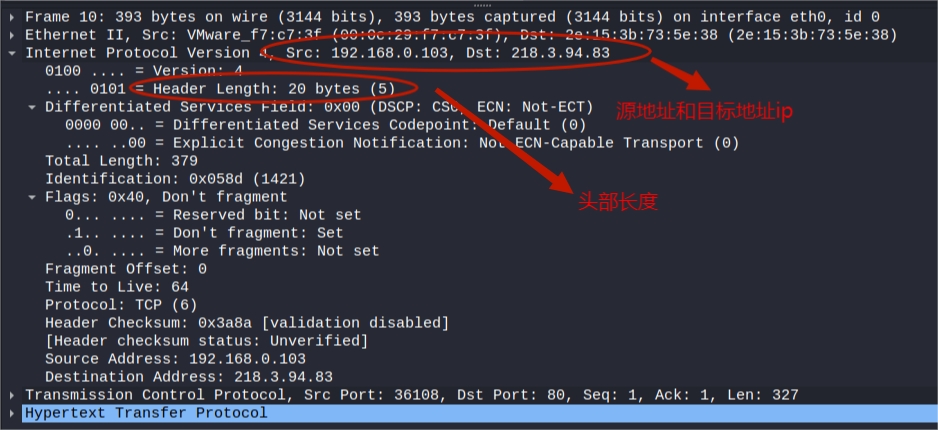 Frame 10: 393 bytes on wire (3144 bits), 393 bytes captured (3144 bits) on interface eth0, id 0
Ethernet II, Src: VMware_f7:c7:3f (00:0c:29:f7:c7:3f), Dst: 2e:15:3b:73:5e:38 (2e:15:3b:73:5e:38)
Internet Protocol Version 4, Src: 192.168.0.103, Dst: 218.3.94.83
0100 .... = Version: 4
.... 0101 = Header Length: 20 bytes (5)
Differentiated Services Field: 0x00 (DSCP: CS0, ECN: Not-ECT)
源地址和目标地址ip
0000 00.. = Differentiated Services Codepoint: Default (0)
.... ..00 = Explicit Congestion Notification: Not ECN-Capable Transport (0)
Total Length: 379
Identification: 0x058d (1421)
Flags: 0x40, Don't fragment
头部长度
0... .... = Reserved bit: Not set
.1.. .... = Don't fragment: Set
..0. .... = More fragments: Not set
Fragment Offset: 0
Time to Live: 64
Protocol: TCP (6)
Header Checksum: 0x3a8a [validation disabled]
[Header checksum status: Unverified]
Source Address: 192.168.0.103
Destination Address: 218.3.94.83
Transmission Control Protocol, Src Port: 36108, Dst Port: 80, Seq: 1, Ack: 1, Len: 327
Hypertext Transfer Protocol